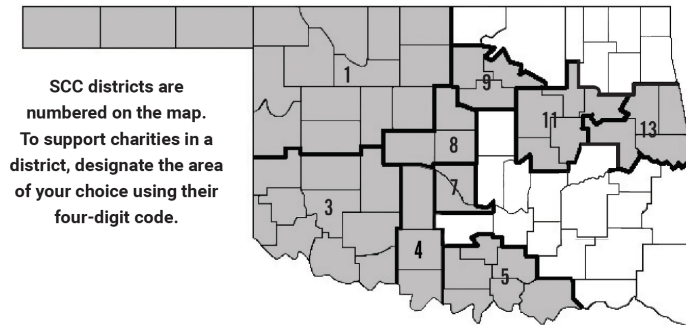 SCC districts are
numbered on the map.
To support charities in a
district, designate the area
of your choice using their
four-digit code.
1
9
11
13
8
7
3
4
5